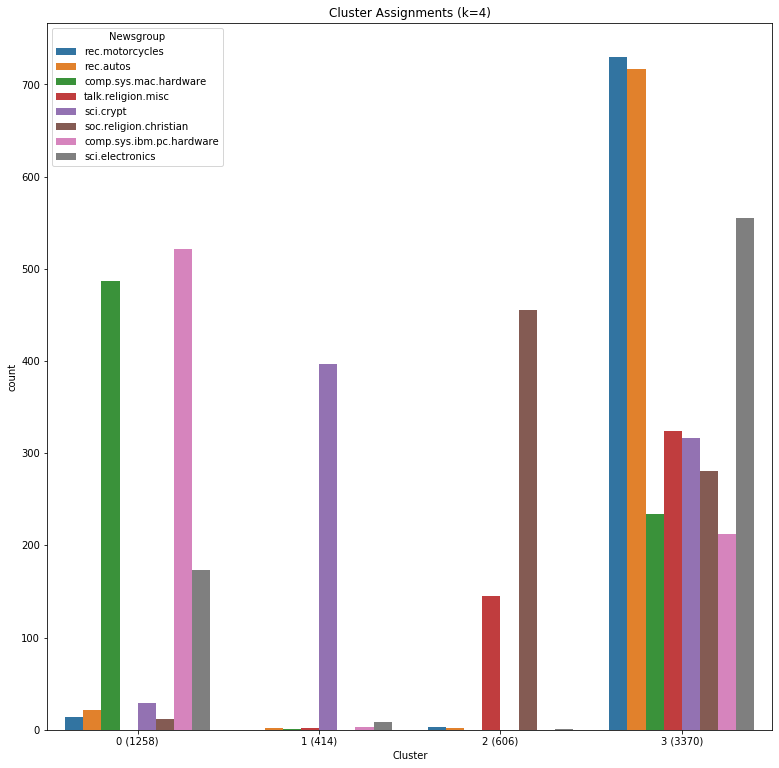 Cluster Assignments (k=4)
Newsgroup
rec.motorcycles
rec.autos
comp.sys.mac.hardware
talk.religion.misc
sci.crypt
soc.religion.christian
comp.sys.ibm.pc.hardware
sci.electronics
count
700
600
500
400
300
200
100
0
0 (1258) 1 (414) 2 (606) 3 (3370)
Cluster